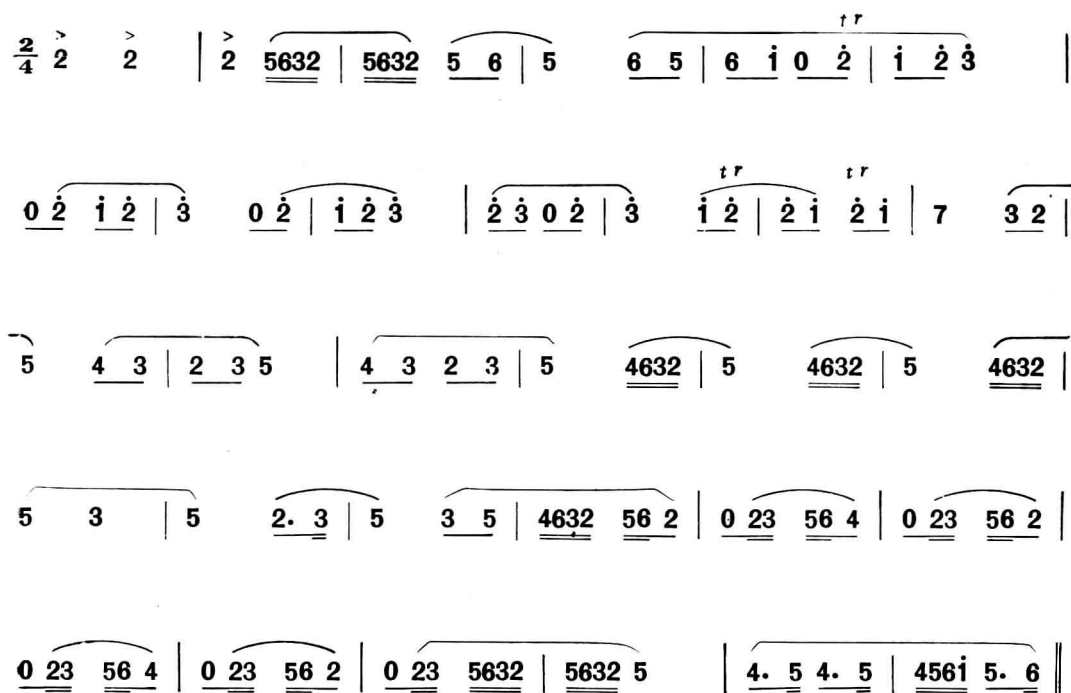 tr
2/4 2 2 | 2 5632 | 5632 5 6 | 5 6 5 | 6 i 0 2̇ | i 2̇ 3̇ |
tr tr
0 2̇ i 2̇ | 3̇ 0 2̇ | i 2̇ 3̇ | 2̇ 3̇ 0 2̇ | 3̇ i 2̇ | 2̇ i 2̇ i | 7 3 2 |
5 4 3 | 2 3 5 | 4 3 2 3 | 5 4632 | 5 4632 | 5 4632 |
5 3 | 5 2· 3 | 5 3 5 | 4632 56 2 | 0 23 56 4 | 0 23 56 2 |
0 23 56 4 | 0 23 56 2 | 0 23 5632 | 5632 5 | 4· 5 4· 5 | 456i 5· 6 ‖